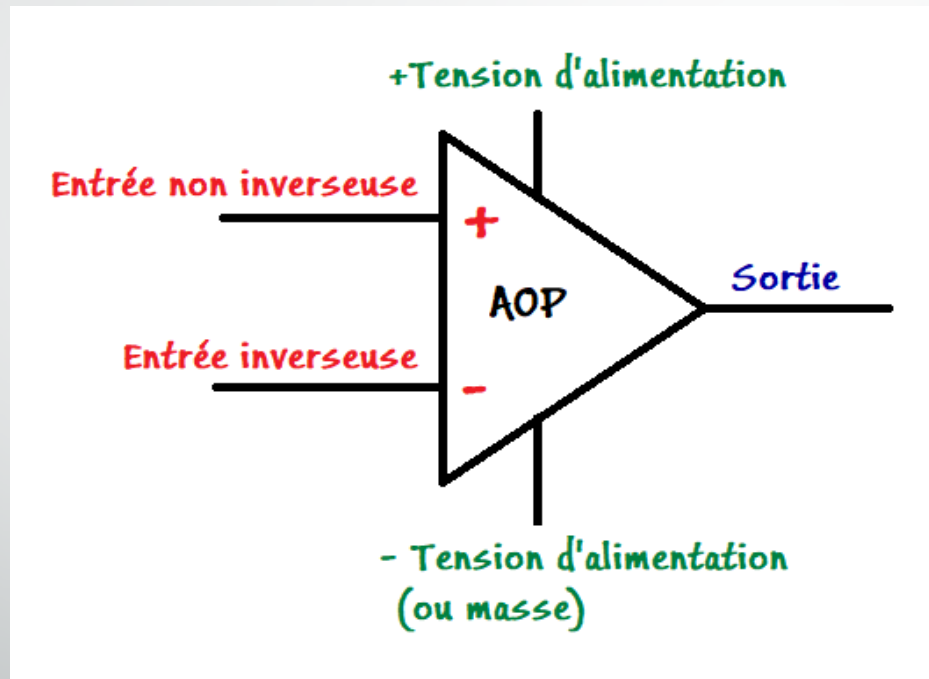 +Tension d'alimentation
Entrée non inverseuse
+
Sortie
AOP
Entrée inverseuse
-
- Tension d'alimentation
(ou masse)